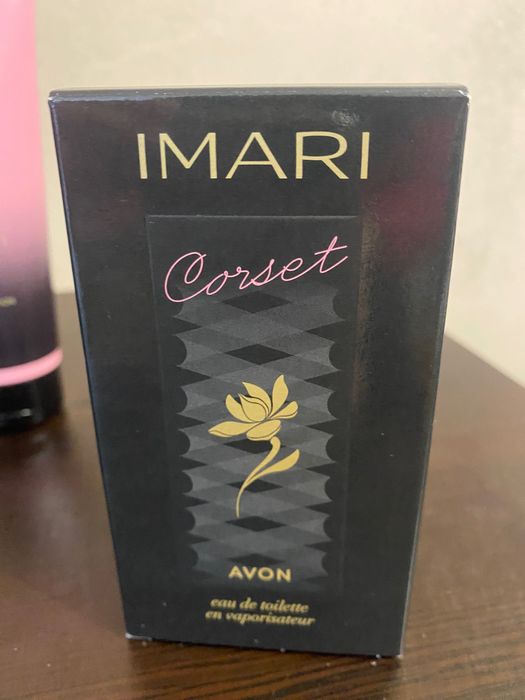 IMARI
Corset
AVON
eau de toilette
en vaporisateur